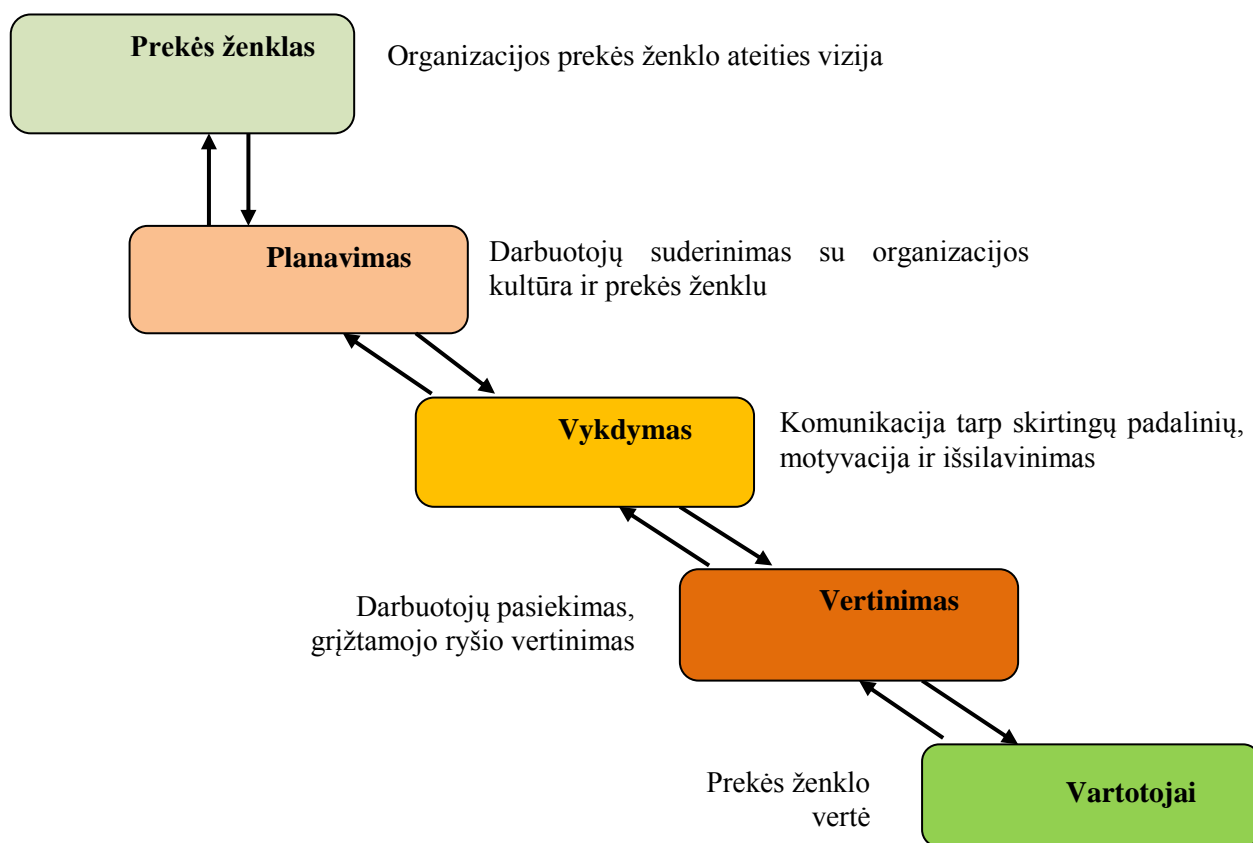 Prekės ženklas
Organizacijos prekės ženklo ateities vizija
Planavimas
Darbuotojų suderinimas su organizacijos
kultūra ir prekės ženklu
Vykdymas
Komunikacija tarp skirtingų padalinių,
motyvacija ir išsilavinimas
Darbuotojų pasiekimas,
grįžtamojo ryšio vertinimas
Vertinimas
Prekės ženklo
vertė
Vartotojai